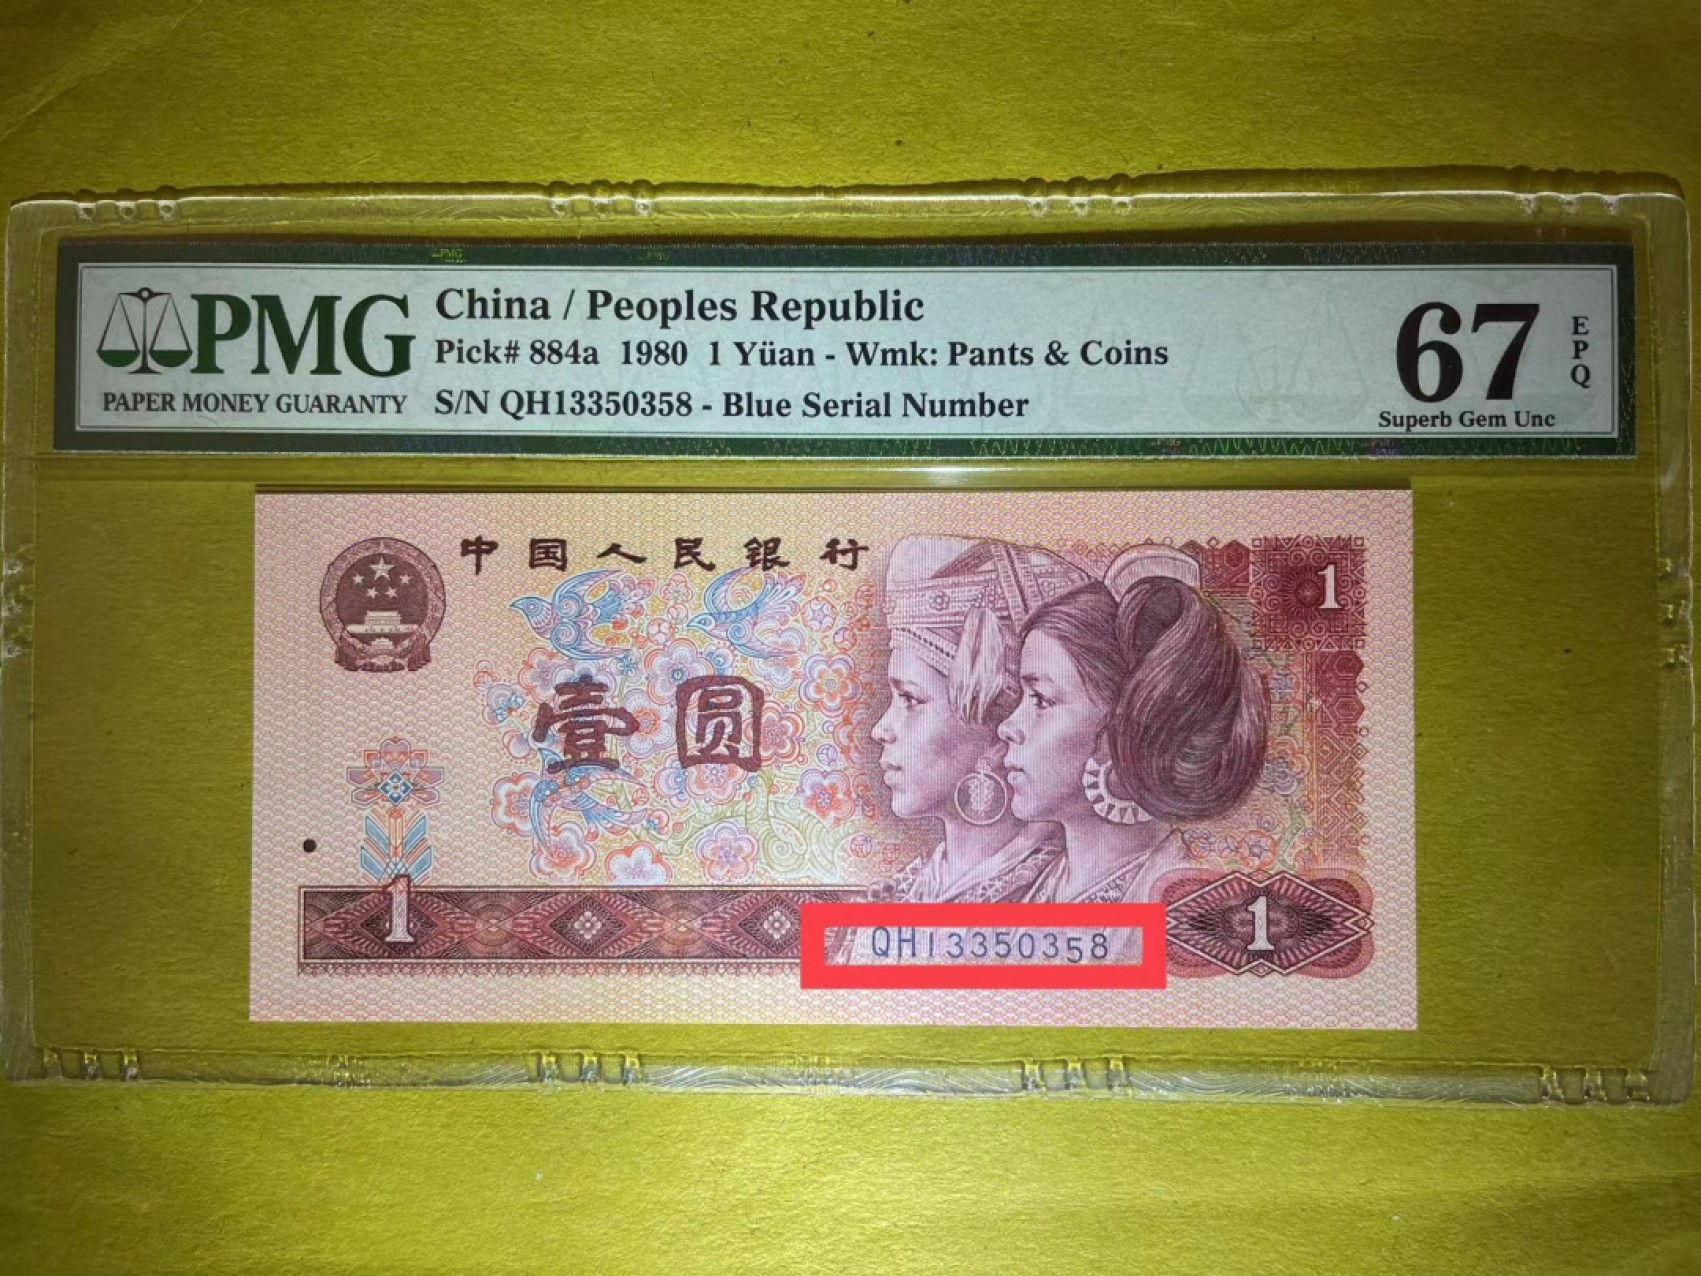 PMG
PAPER MONEY GUARANTY
China / Peoples Republic
Pick# 884a 1980 1 Yüan - Wmk: Pants & Coins
S/N QH13350358 - Blue Serial Number
67
EPQ
Superb Gem Unc
中国人民银行
1
壹圆
1
QH13350358
1